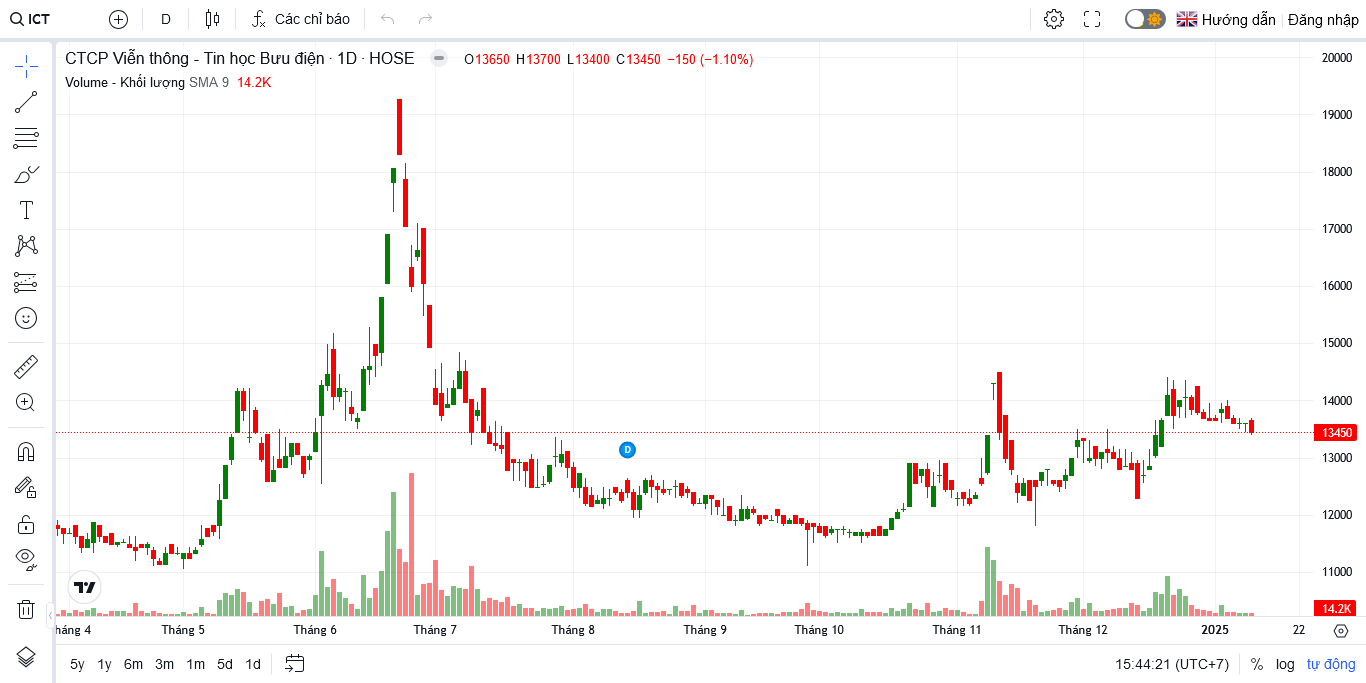 ICT D Các chỉ báo Hướng dẫn Đăng nhập
CTCP Viễn thông - Tin học Bưu điện · 1D · HOSE O13650 H13700 L13400 C13450 −150 (−1.10%)
Volume - Khối lượng SMA 9 14.2K
20000
19000
18000
17000
16000
15000
14000
13450
13000
D
12000
11000
14.2K
háng 4 Tháng 5 Tháng 6 Tháng 7 Tháng 8 Tháng 9 Tháng 10 Tháng 11 Tháng 12 2025 22
5y 1y 6m 3m 1m 5d 1d 15:44:21 (UTC+7) % log tự động